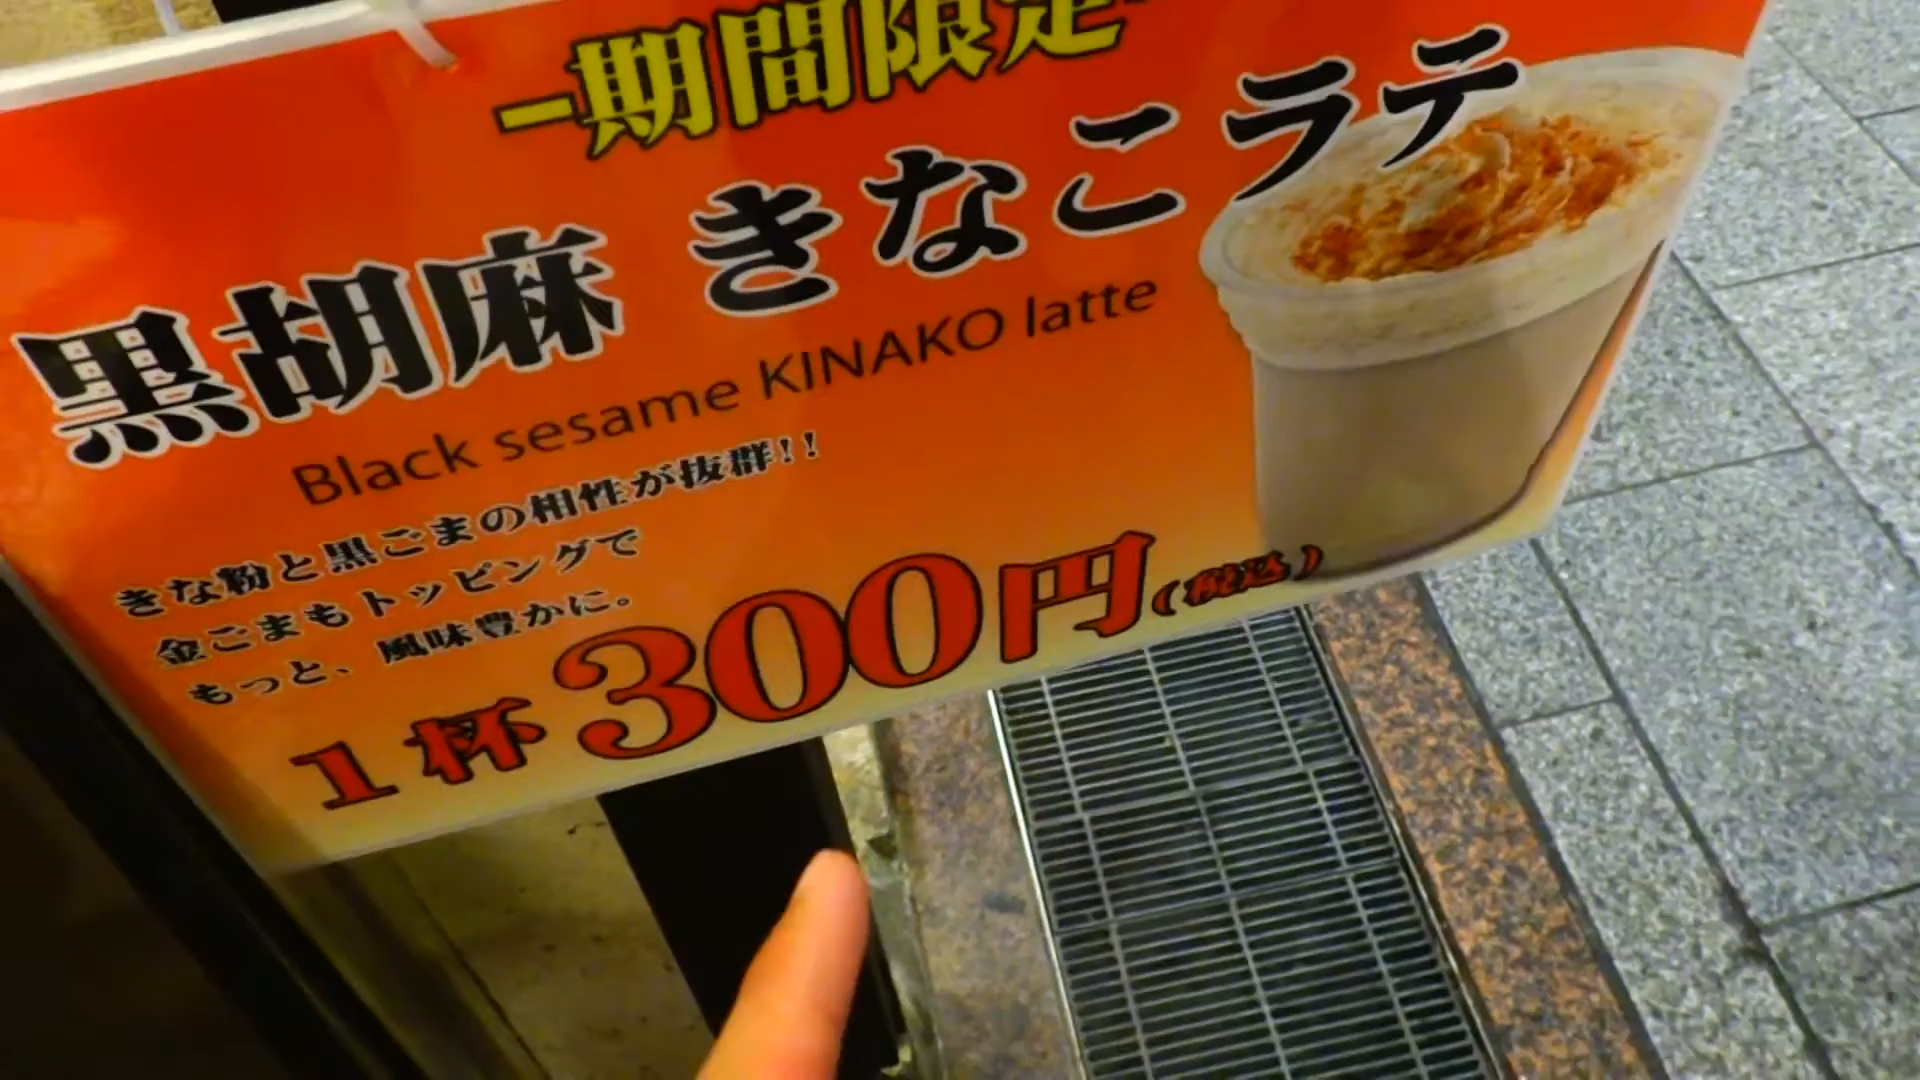 -期間限定-
黒胡麻 きなこラテ
Black sesame KINAKO latte
きな粉と黒ごまの相性が抜群!!
金ごまもトッピングで
もっと、風味豊かに。
1杯 300円(税込)